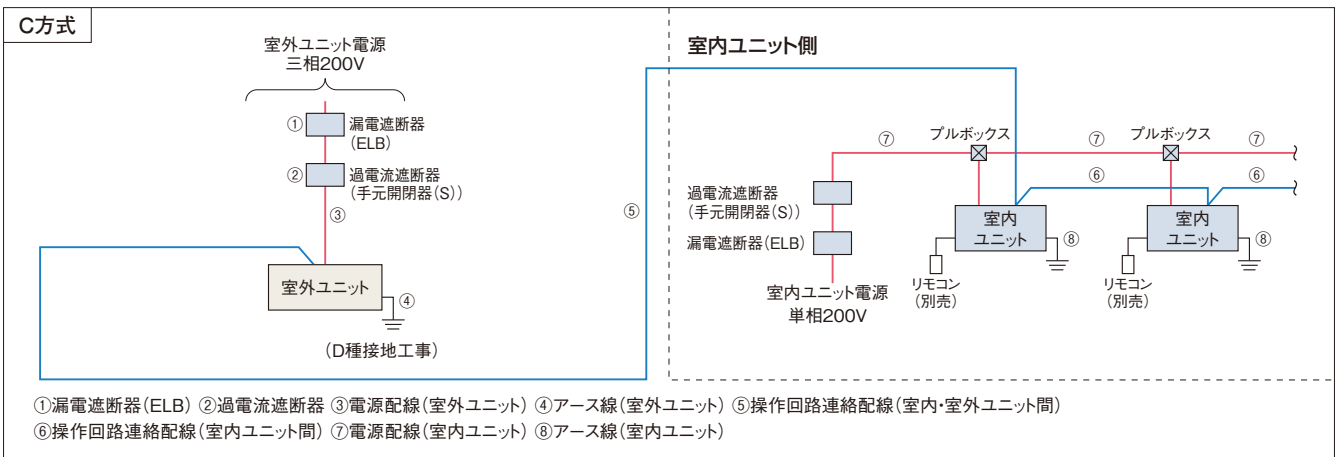 C方式
室外ユニット電源
三相200V
① 漏電遮断器
(ELB)
② 過電流遮断器
(手元開閉器(S))
③
室外ユニット
④
(D種接地工事)
⑤
室内ユニット側
⑦ プルボックス ⑦ プルボックス ⑦
⑥ ⑥
過電流遮断器
(手元開閉器(S))
漏電遮断器(ELB)
室内ユニット電源
単相200V
室内
ユニット
⑧
リモコン
(別売)
室内
ユニット
⑧
リモコン
(別売)
①漏電遮断器(ELB) ②過電流遮断器 ③電源配線(室外ユニット) ④アース線(室外ユニット) ⑤操作回路連絡配線(室内・室外ユニット間)
⑥操作回路連絡配線(室内ユニット間) ⑦電源配線(室内ユニット) ⑧アース線(室内ユニット)